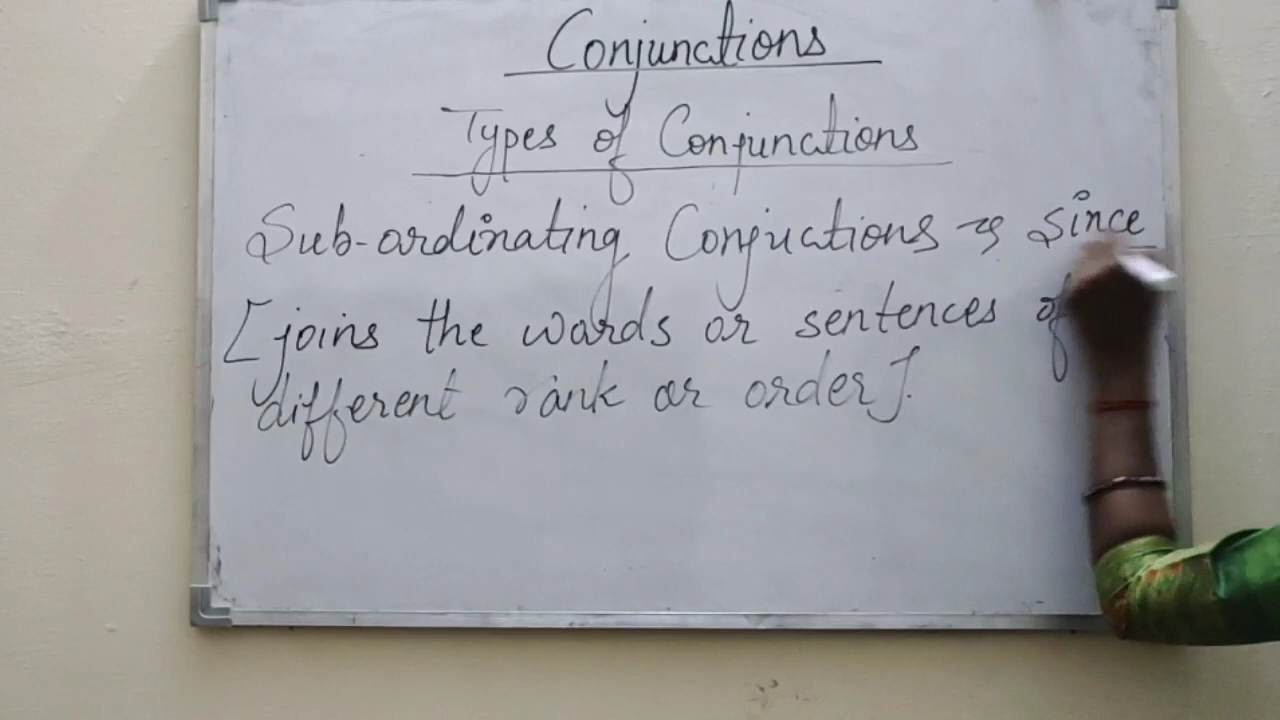 Conjunctions
Types of Conjunctions
Sub-ordinating Conjuctions → since
[joins the words or sentences of
different rank or order].